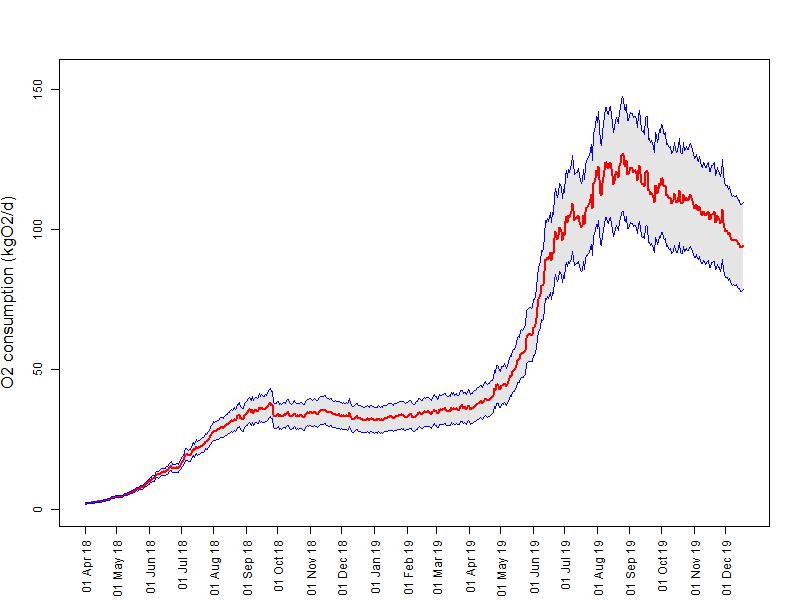 O2 consumption (kgO2/d)
150
100
50
0
01 Apr 18
01 May 18
01 Jun 18
01 Jul 18
01 Aug 18
01 Sep 18
01 Oct 18
01 Nov 18
01 Dec 18
01 Jan 19
01 Feb 19
01 Mar 19
01 Apr 19
01 May 19
01 Jun 19
01 Jul 19
01 Aug 19
01 Sep 19
01 Oct 19
01 Nov 19
01 Dec 19